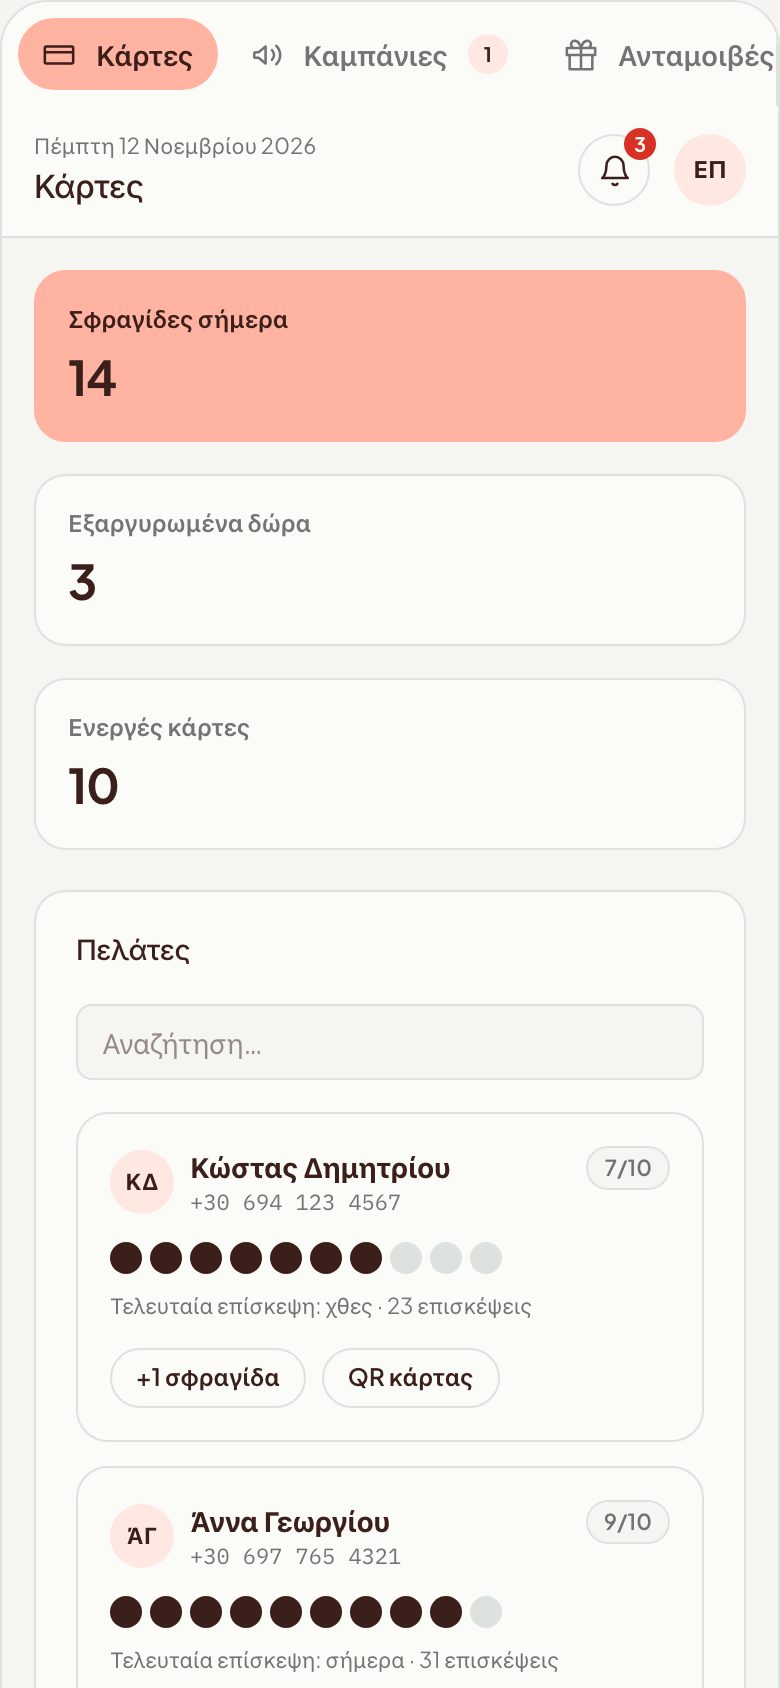 Κάρτες Καμπάνιες 1 Ανταμοιβές
Πέμπτη 12 Νοεμβρίου 2026
Κάρτες
3
ΕΠ
Σφραγίδες σήμερα
14
Εξαργυρωμένα δώρα
3
Ενεργές κάρτες
10
Πελάτες
Αναζήτηση...
ΚΔ
Κώστας Δημητρίου
7/10
+30 694 123 4567
Τελευταία επίσκεψη: χθες · 23 επισκέψεις
+1 σφραγίδα
QR κάρτας
ΆΓ
Άννα Γεωργίου
9/10
+30 697 765 4321
Τελευταία επίσκεψη: σήμερα · 31 επισκέψεις